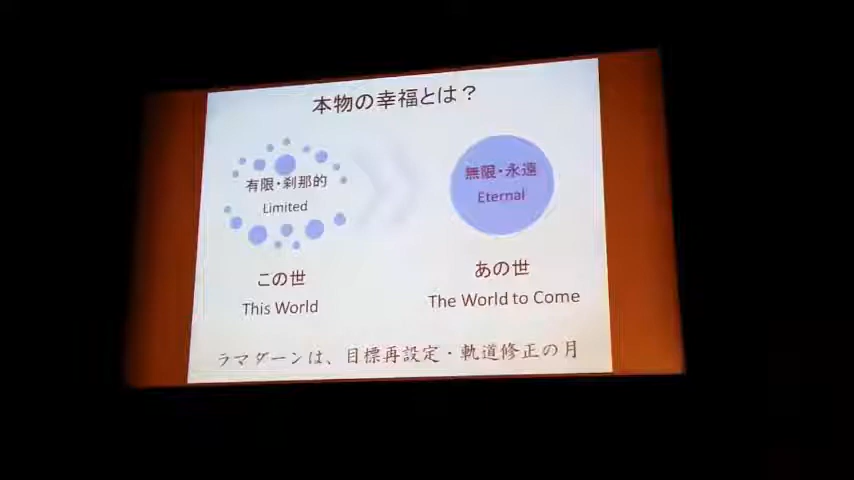 本物の幸福とは？
有限・刹那的
Limited
無限・永遠
Eternal
この世
This World
あの世
The World to Come
ラマダーンは、目標再設定・軌道修正の月